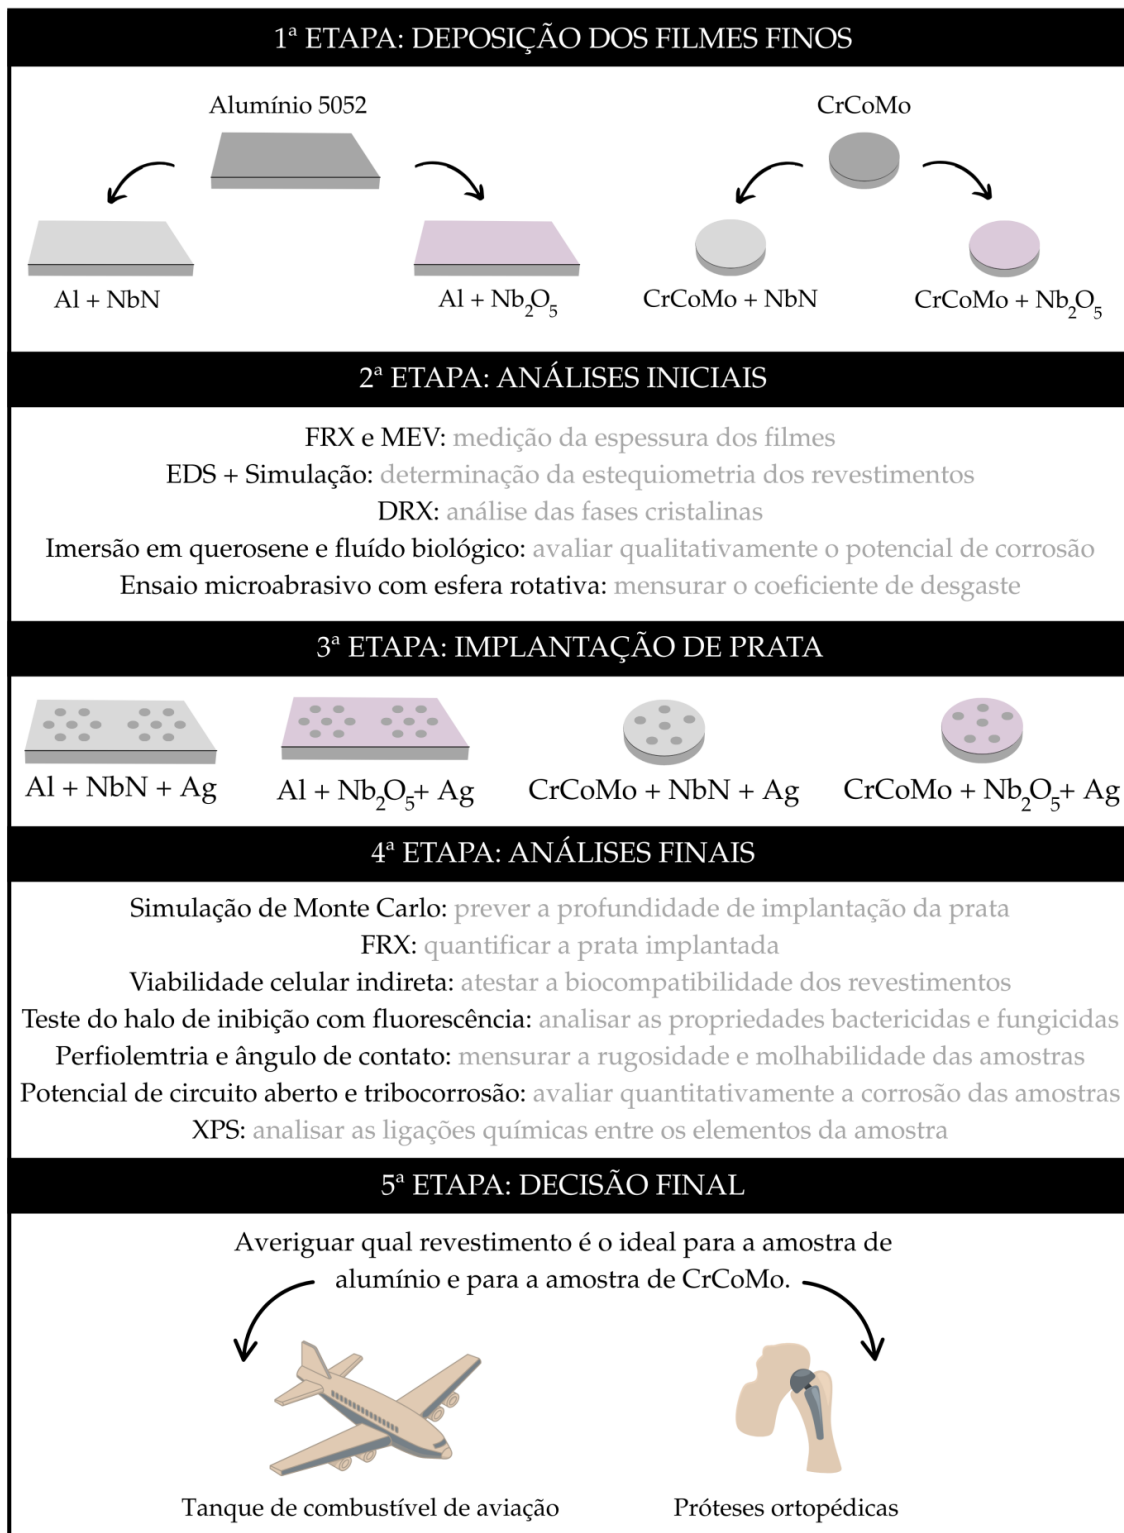 1ª ETAPA: DEPOSIÇÃO DOS FILMES FINOS
Alumínio 5052
CrCoMo
Al + NbN
Al + Nb₂O₅
CrCoMo + NbN
CrCoMo + Nb₂O₅
2ª ETAPA: ANÁLISES INICIAIS
FRX e MEV: medição da espessura dos filmes
EDS + Simulação: determinação da estequiometria dos revestimentos
DRX: análise das fases cristalinas
Imersão em querosene e fluído biológico: avaliar qualitativamente o potencial de corrosão
Ensaio microabrasivo com esfera rotativa: mensurar o coeficiente de desgaste
3ª ETAPA: IMPLANTAÇÃO DE PRATA
Al + NbN + Ag
Al + Nb₂O₅+ Ag
CrCoMo + NbN + Ag
CrCoMo + Nb₂O₅+ Ag
4ª ETAPA: ANÁLISES FINAIS
Simulação de Monte Carlo: prever a profundidade de implantação da prata
FRX: quantificar a prata implantada
Viabilidade celular indireta: atestar a biocompatibilidade dos revestimentos
Teste do halo de inibição com fluorescência: analisar as propriedades bactericidas e fungicidas
Perfiolemtria e ângulo de contato: mensurar a rugosidade e molhabilidade das amostras
Potencial de circuito aberto e tribocorrosão: avaliar quantitativamente a corrosão das amostras
XPS: analisar as ligações químicas entre os elementos da amostra
5ª ETAPA: DECISÃO FINAL
Averiguar qual revestimento é o ideal para a amostra de
alumínio e para a amostra de CrCoMo.
Tanque de combustível de aviação
Próteses ortopédicas